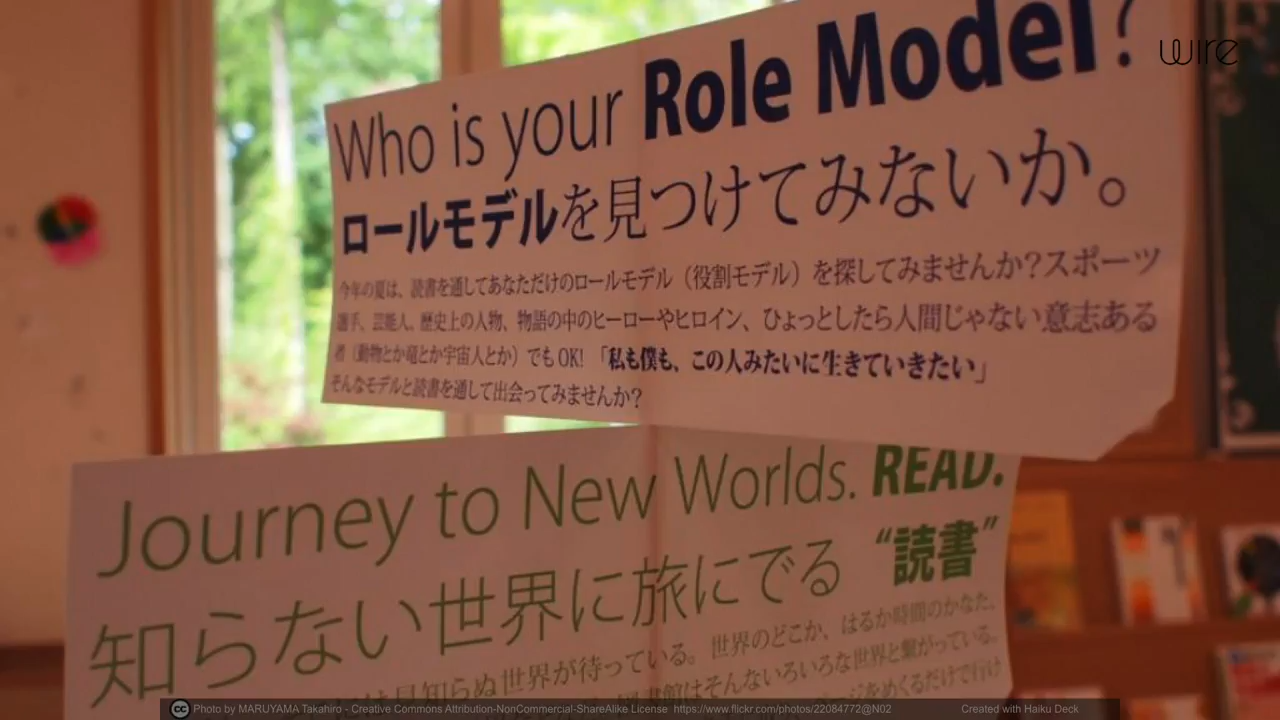 Who is your Role Model?
wire
ロールモデルを見つけてみないか。
今年の夏は、読書を通してあなただけのロールモデル（役割モデル）を探してみませんか？スポーツ
選手、芸能人、歴史上の人物、物語の中のヒーローやヒロイン、ひょっとしたら人間じゃない意志ある
者（動物とか竜とか宇宙人とか）でもOK!「私も僕も、この人みたいに生きていきたい」
そんなモデルと読書を通して出会ってみませんか？
Journey to New Worlds. READ.
知らない世界に旅にでる “読書”
見知らぬ世界が待っている。世界のどこか、はるか時間のかなた、
書館はそんないろいろな世界と繋がっている。
ページをめくるだけで行け
Photo by MARUYAMA Takahiro - Creative Commons Attribution-NonCommercial-ShareAlike License https://www.flickr.com/photos/22084772@N02
Created with Haiku Deck